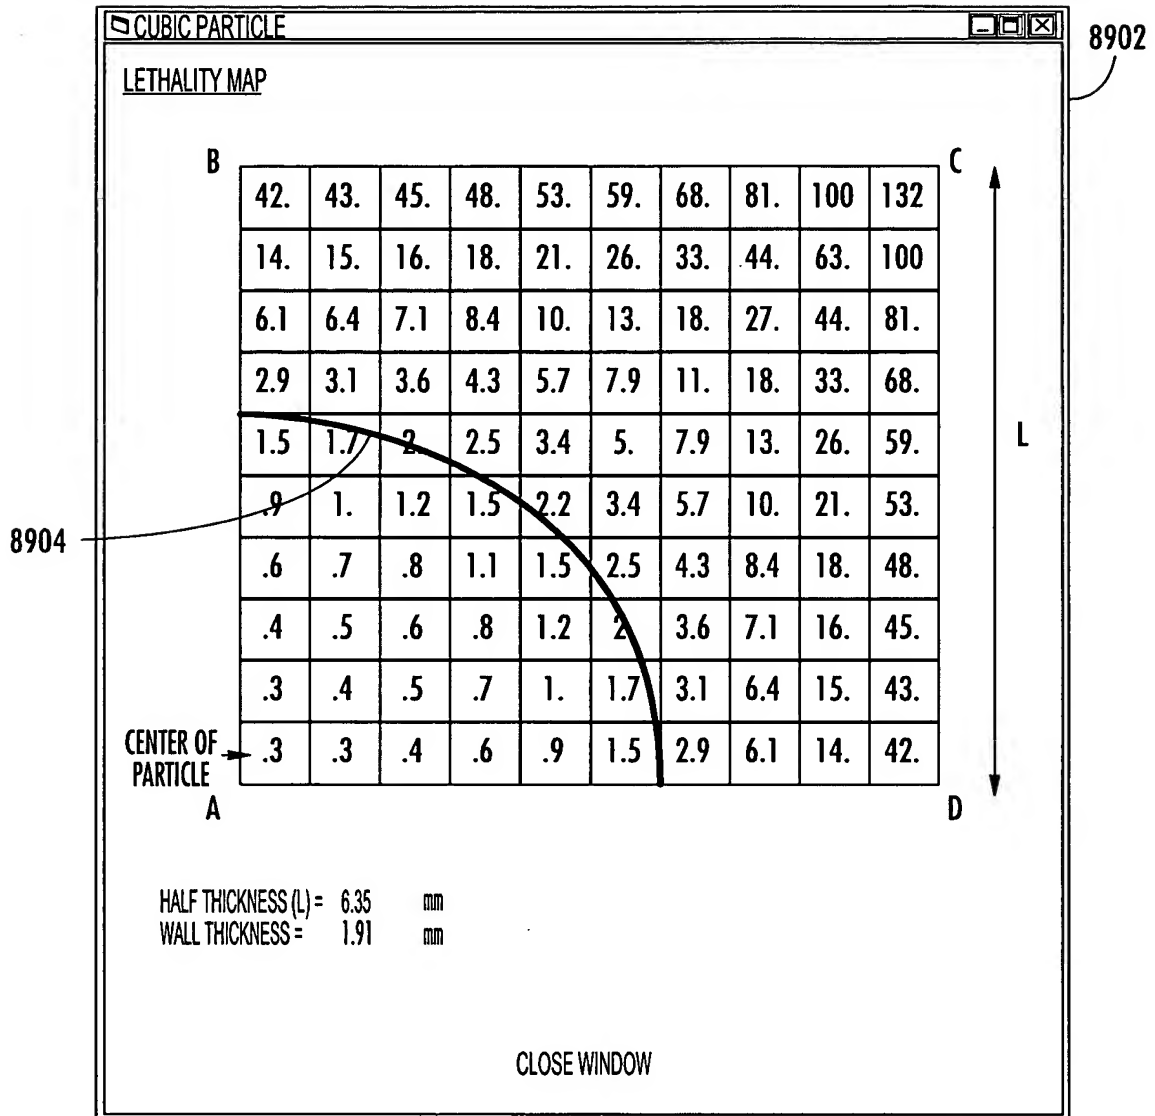 CUBIC PARTICLE
8902
LETHALITY MAP
B C
42. 43. 45. 48. 53. 59. 68. 81. 100 132
14. 15. 16. 18. 21. 26. 33. 44. 63. 100
6.1 6.4 7.1 8.4 10. 13. 18. 27. 44. 81.
2.9 3.1 3.6 4.3 5.7 7.9 11. 18. 33. 68.
1.5 1.7 2. 2.5 3.4 5. 7.9 13. 26. 59.
L
.9 1. 1.2 1.5 2.2 3.4 5.7 10. 21. 53.
8904
.6 .7 .8 1.1 1.5 2.5 4.3 8.4 18. 48.
.4 .5 .6 .8 1.2 2. 3.6 7.1 16. 45.
.3 .4 .5 .7 1. 1.7 3.1 6.4 15. 43.
CENTER OF
PARTICLE
.3 .3 .4 .6 .9 1.5 2.9 6.1 14. 42.
A D
HALF THICKNESS (L) = 6.35 mm
WALL THICKNESS = 1.91 mm
CLOSE WINDOW